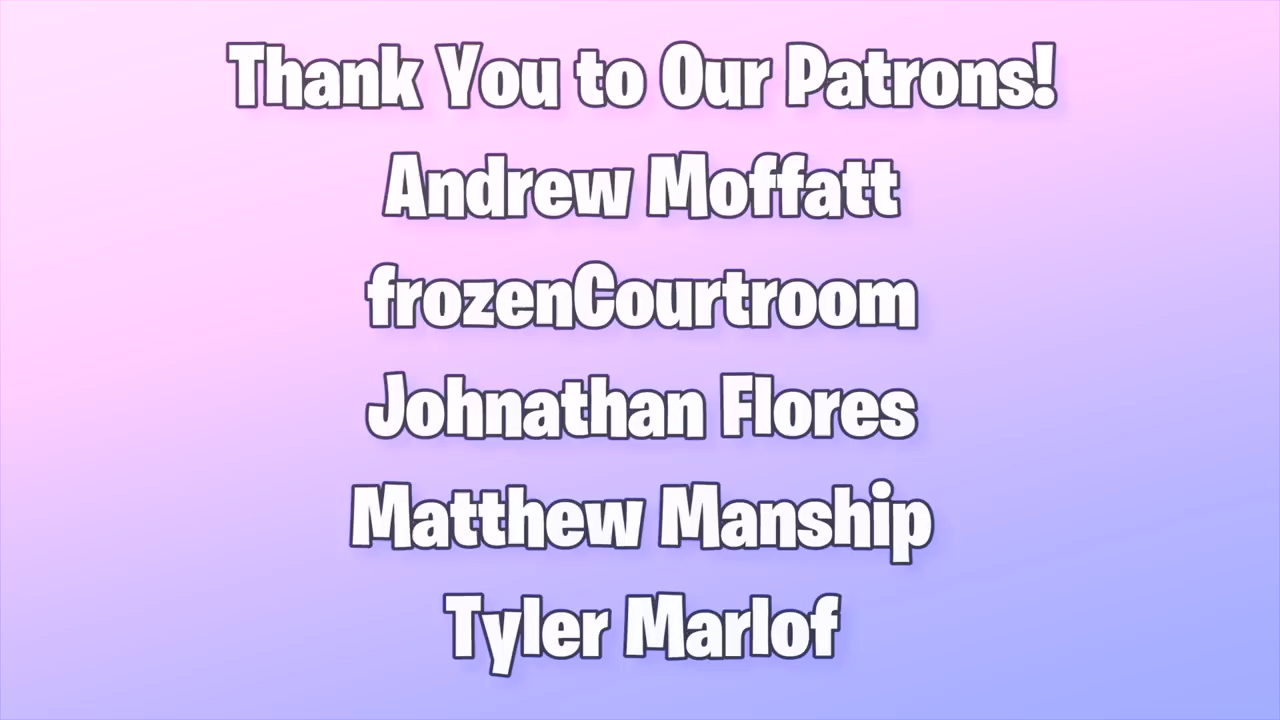 Thank You to Our Patrons!
Andrew Moffatt
frozenCourtroom
Johnathan Flores
Matthew Manship
Tyler Marlof